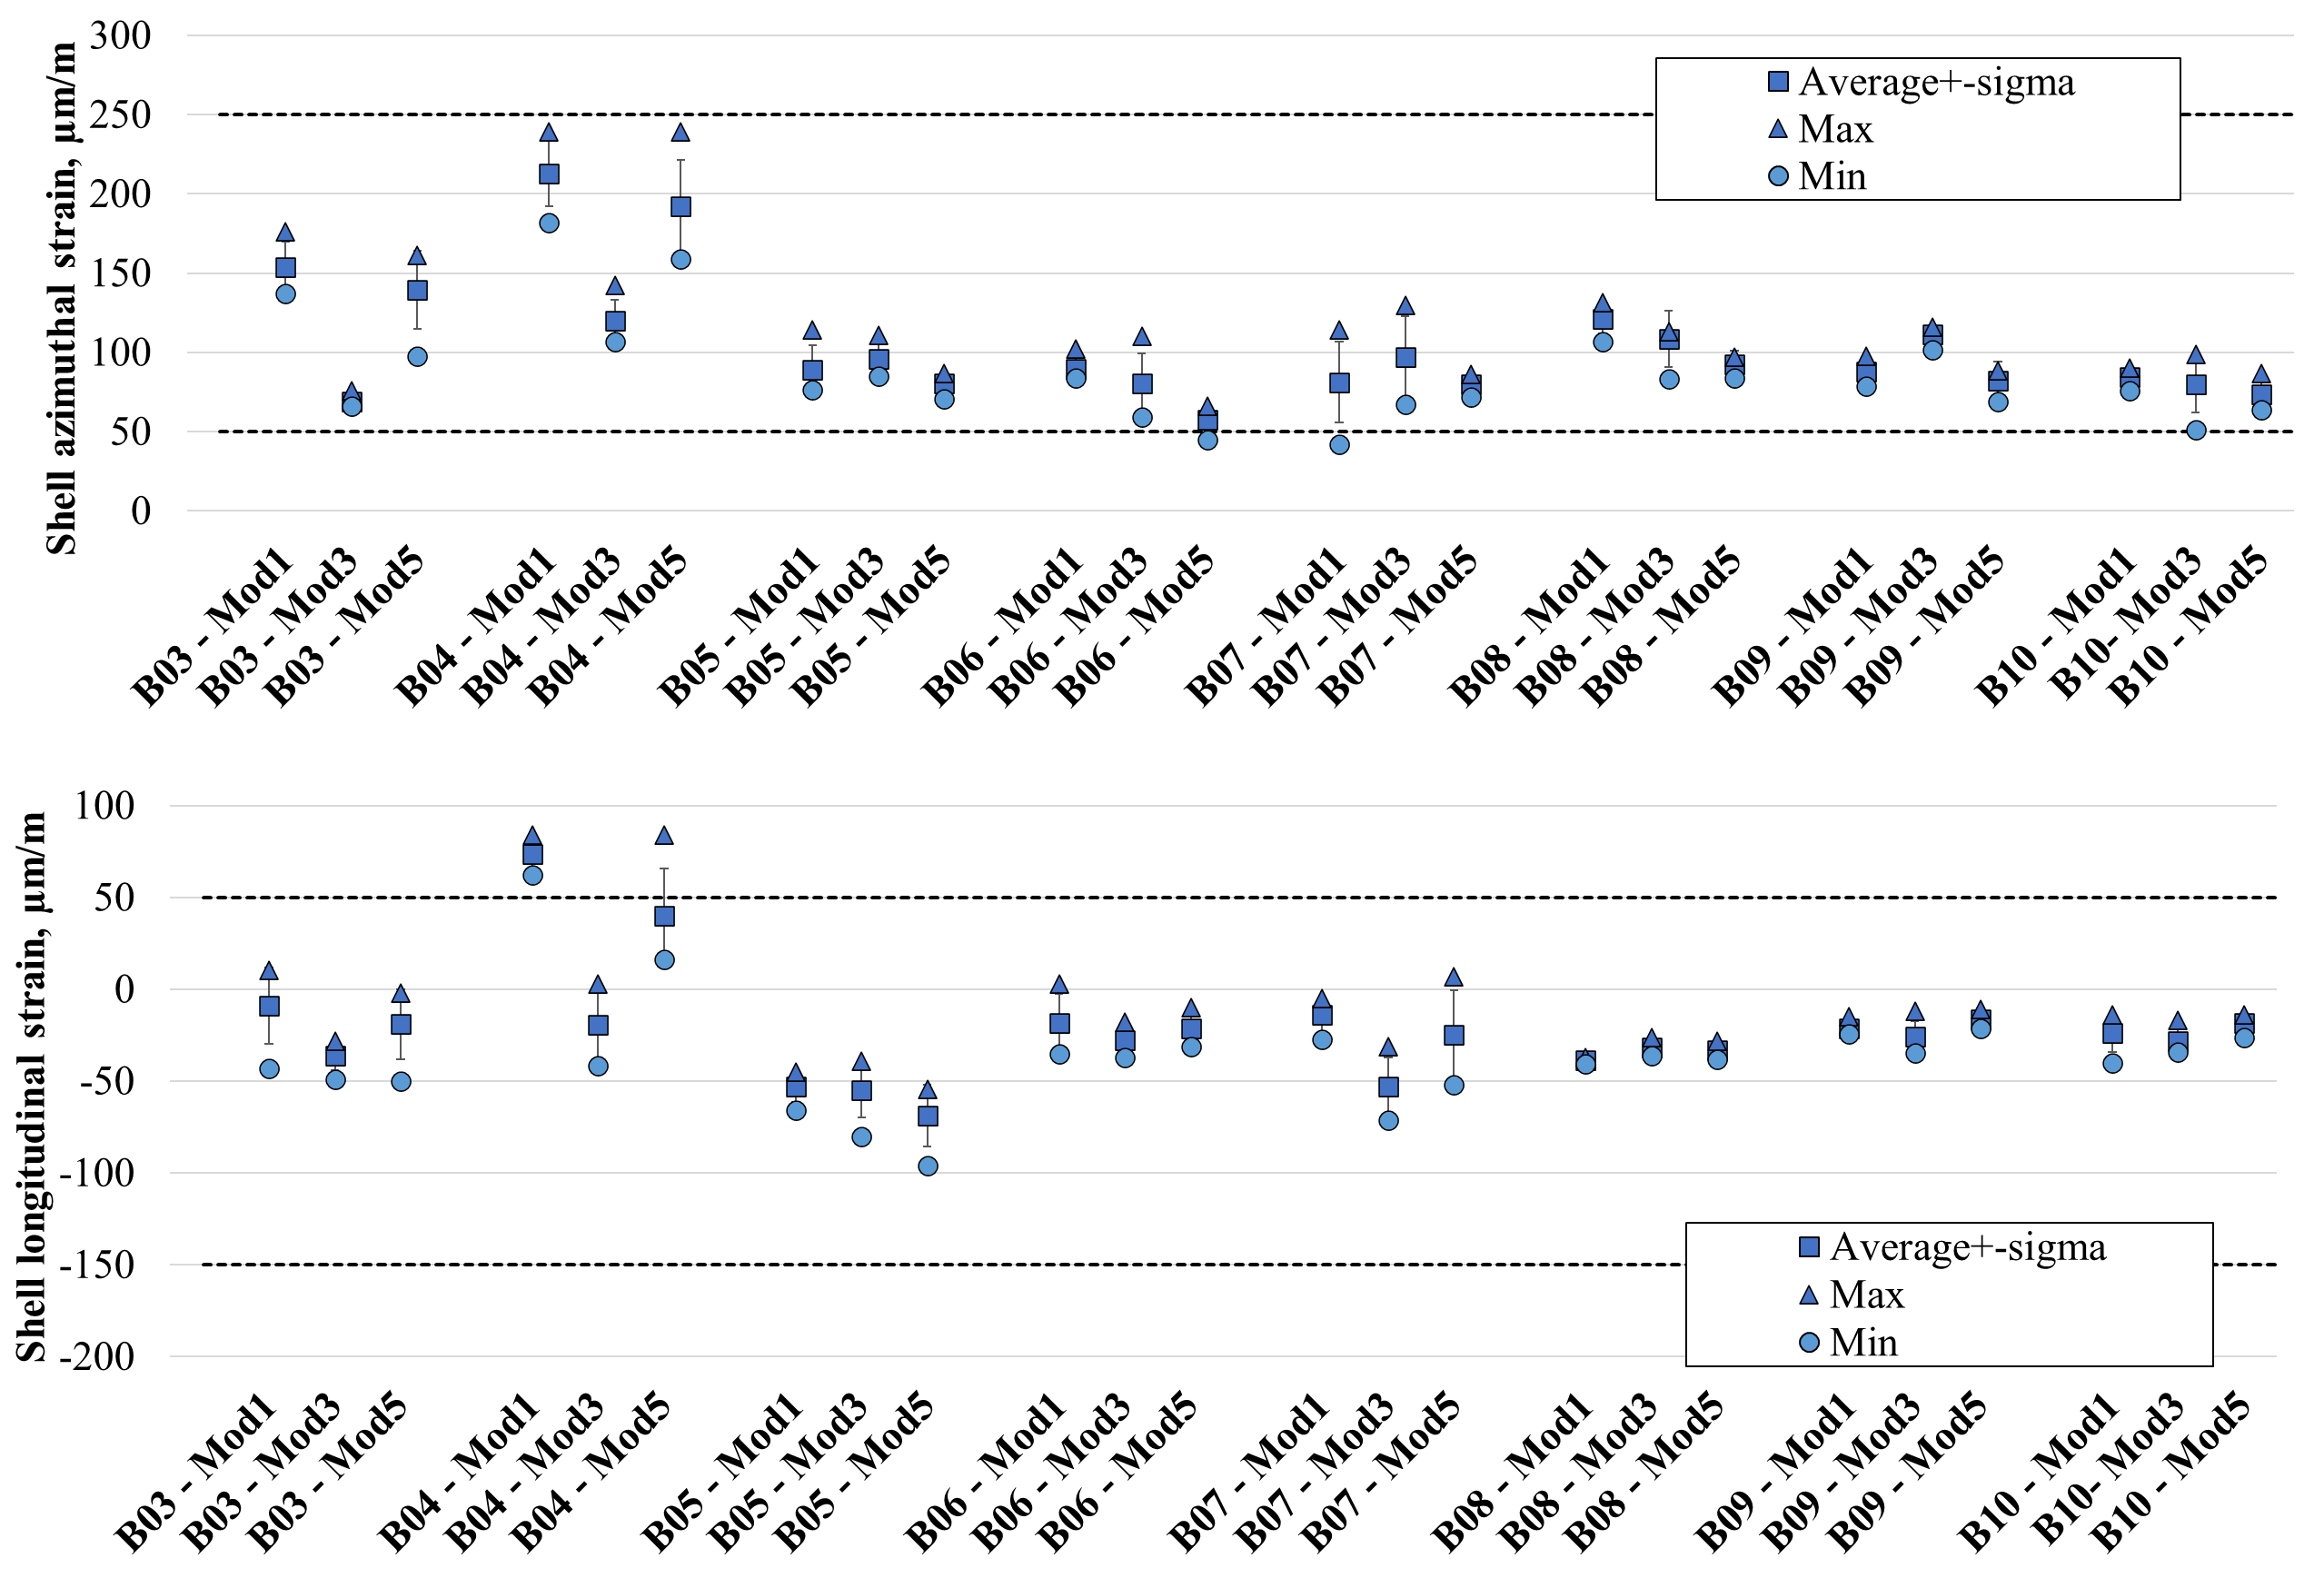 Shell azimuthal strain, µm/m
300
250
200
150
100
50
0
Average+-sigma
Max
Min
B03 - Mod1
B03 - Mod3
B03 - Mod5
B04 - Mod1
B04 - Mod3
B04 - Mod5
B05 - Mod1
B05 - Mod3
B05 - Mod5
B06 - Mod1
B06 - Mod3
B06 - Mod5
B07 - Mod1
B07 - Mod3
B07 - Mod5
B08 - Mod1
B08 - Mod3
B08 - Mod5
B09 - Mod1
B09 - Mod3
B09 - Mod5
B10 - Mod1
B10- Mod3
B10 - Mod5
Shell longitudinal strain, µm/m
100
50
0
-50
-100
-150
-200
Average+-sigma
Max
Min
B03 - Mod1
B03 - Mod3
B03 - Mod5
B04 - Mod1
B04 - Mod3
B04 - Mod5
B05 - Mod1
B05 - Mod3
B05 - Mod5
B06 - Mod1
B06 - Mod3
B06 - Mod5
B07 - Mod1
B07 - Mod3
B07 - Mod5
B08 - Mod1
B08 - Mod3
B08 - Mod5
B09 - Mod1
B09 - Mod3
B09 - Mod5
B10 - Mod1
B10- Mod3
B10 - Mod5